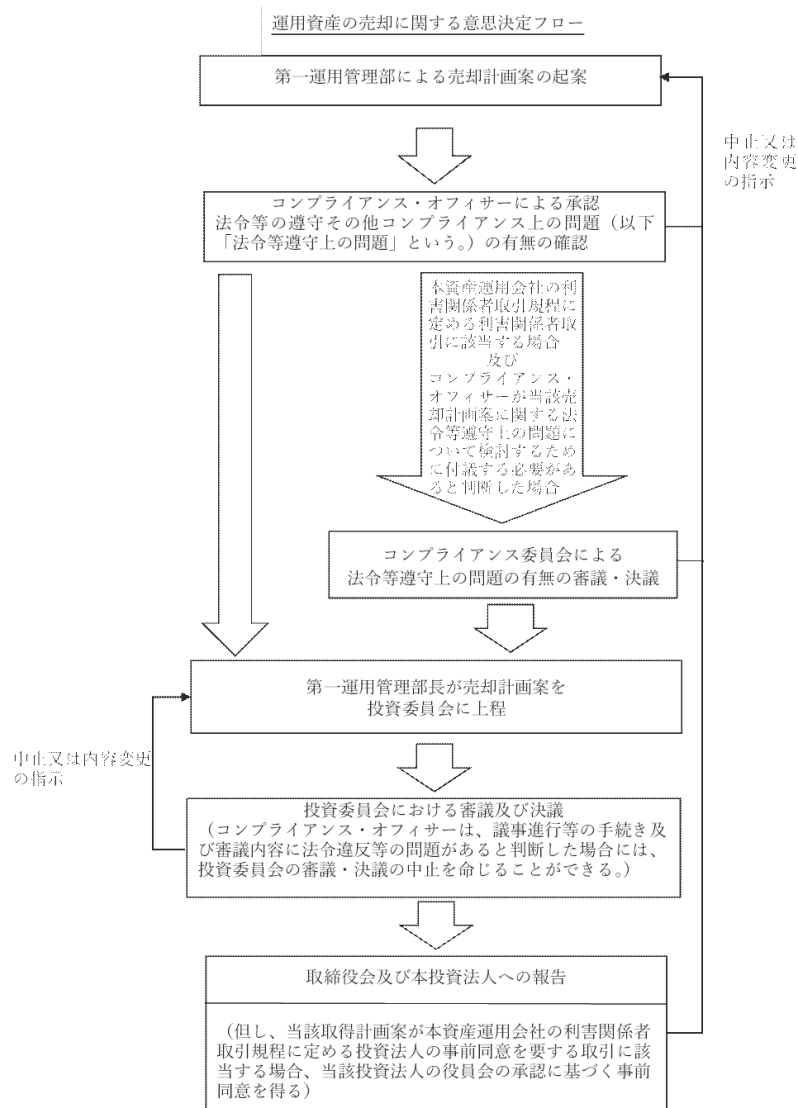 運用資産の売却に関する意思決定フロー
第一運用管理部による売却計画案の起案
中止又は
内容変更
の指示
コンプライアンス・オフィサーによる承認
法令等の遵守その他コンプライアンス上の問題（以下
「法令等遵守上の問題」という。）の有無の確認
本資産運用会社の利
害関係者取引規程に
定める利害関係者取
引に該当する場合
及び
コンプライアンス・
オフィサーが当該売
却計画案に関する法
令等遵守上の問題に
ついて検討するため
に付議する必要があ
ると判断した場合
コンプライアンス委員会による
法令等遵守上の問題の有無の審議・決議
第一運用管理部長が売却計画案を
投資委員会に上程
中止又は内容変更
の指示
投資委員会における審議及び決議
（コンプライアンス・オフィサーは、議事進行等の手続き及
び審議内容に法令違反等の問題があると判断した場合には、
投資委員会の審議・決議の中止を命じることができる。）
取締役会及び本投資法人への報告
（但し、当該取得計画案が本資産運用会社の利害関係者
取引規程に定める投資法人の事前同意を要する取引に該
当する場合、当該投資法人の役員会の承認に基づく事前
同意を得る）